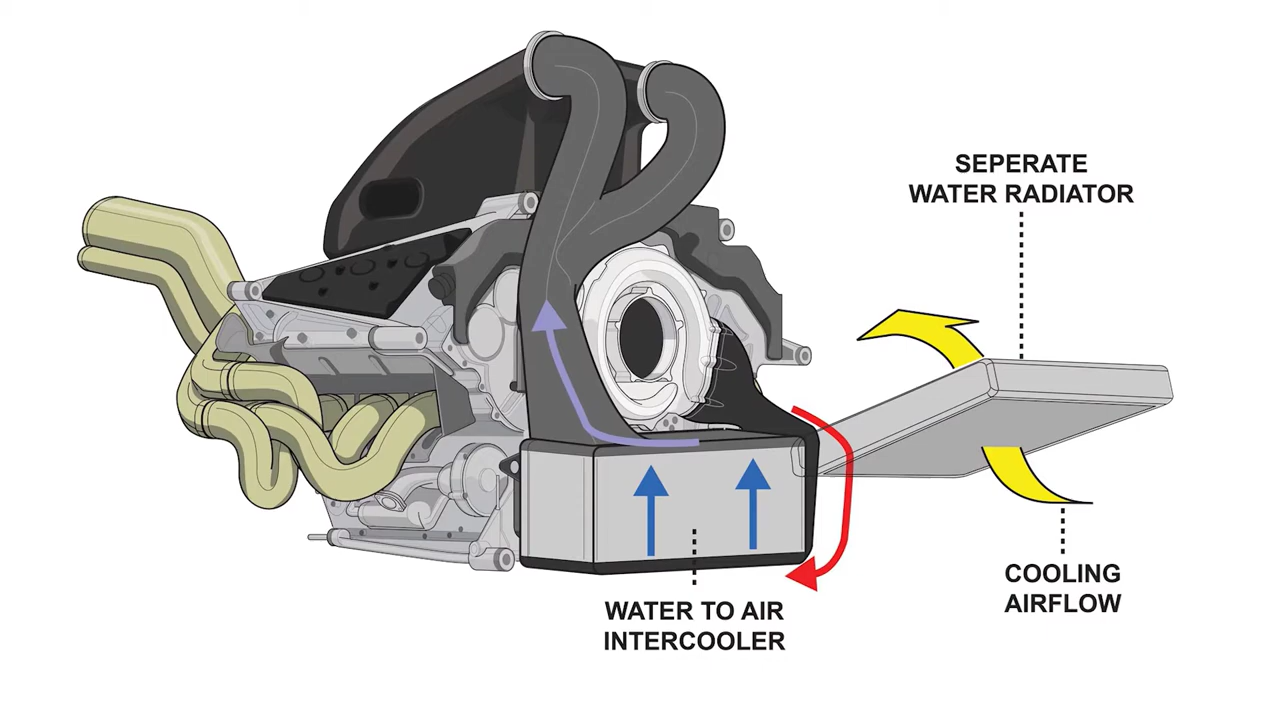 SEPERATE
WATER RADIATOR
WATER TO AIR
INTERCOOLER
COOLING
AIRFLOW